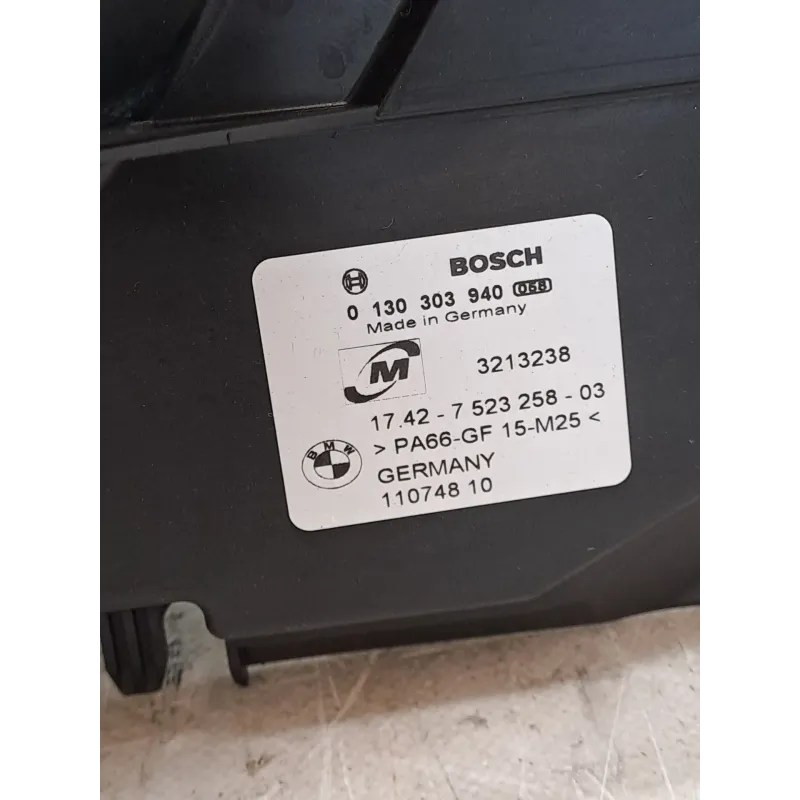 BOSCH
0 130 303 940 058
Made in Germany
M 3213238
17.42 - 7 523 258 - 03
> PA66-GF 15-M25 <
BMW
GERMANY
110748 10